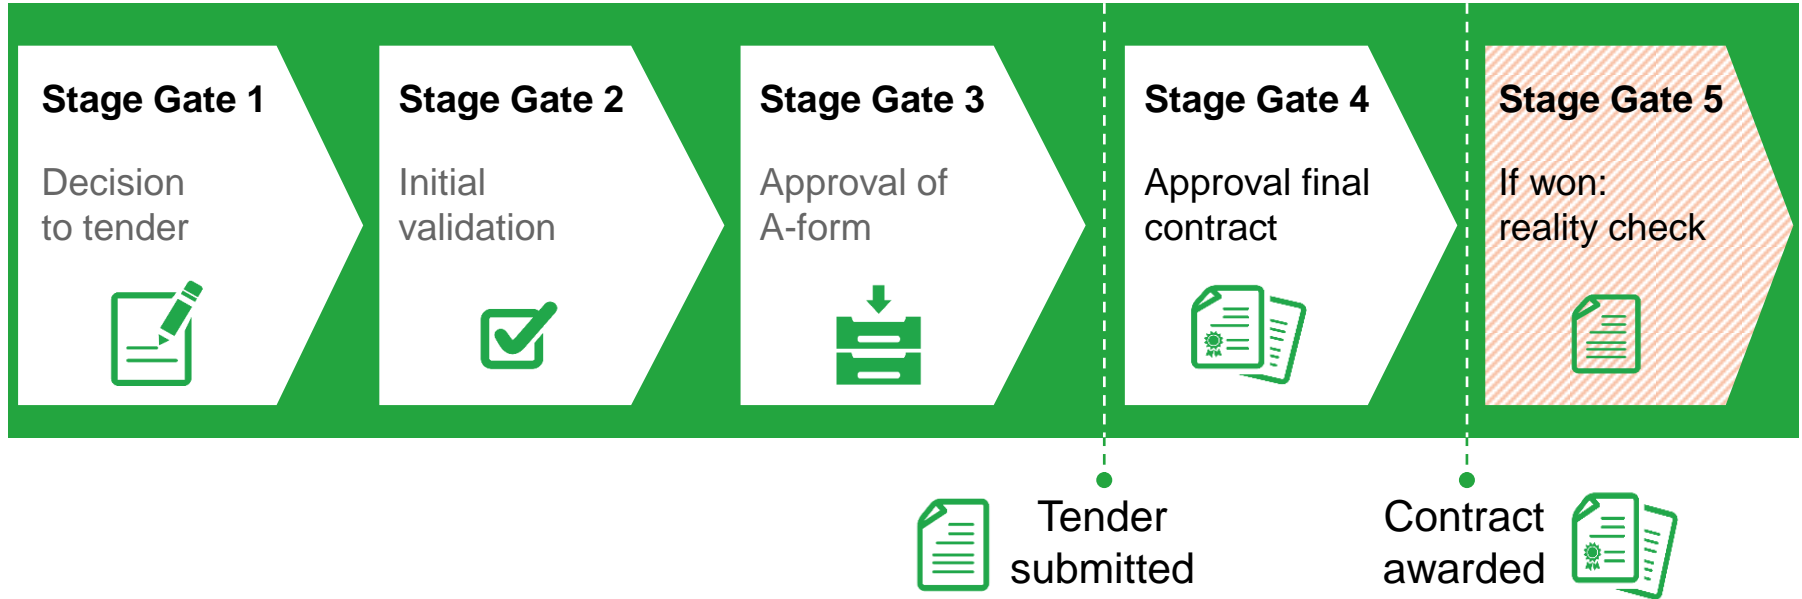 Stage Gate 1
Decision
to tender
Stage Gate 2
Initial
validation
Stage Gate 3
Approval of
A-form
Stage Gate 4
Approval final
contract
Stage Gate 5
If won:
reality check
Tender
submitted
Contract
awarded